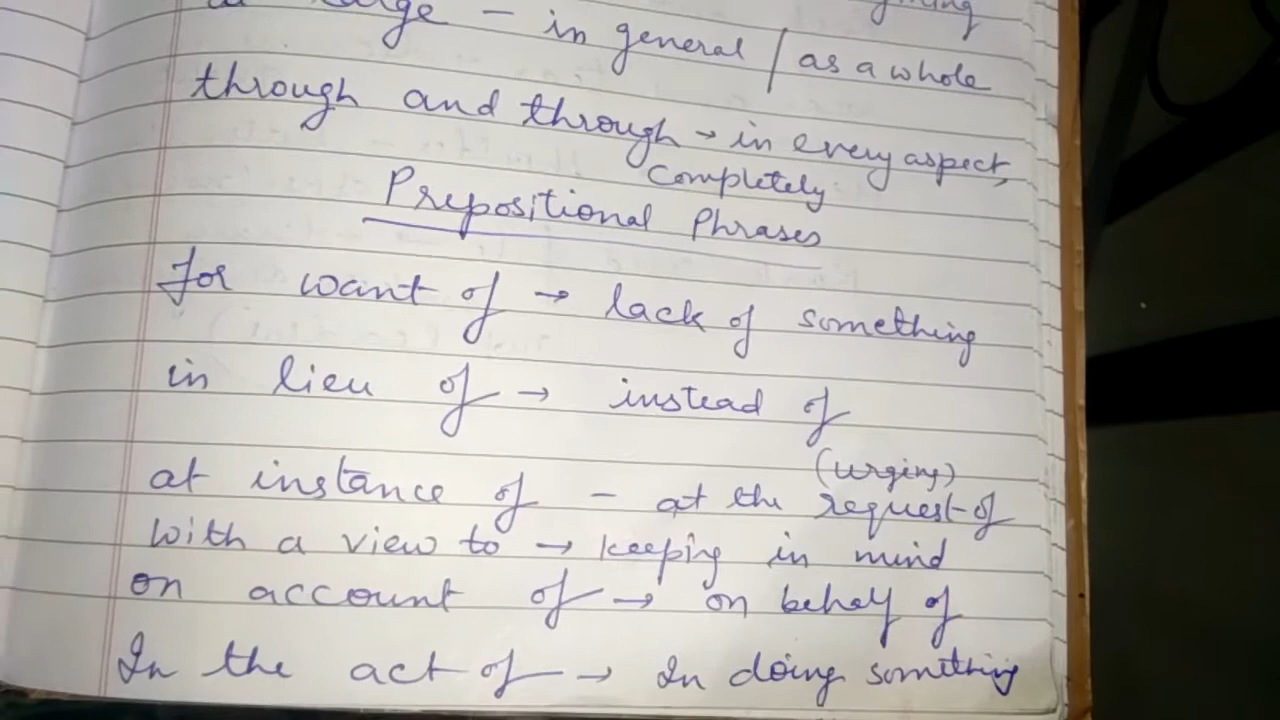 large - in general / as a whole
through and through → in every aspect,
completely
Prepositional Phrases
for want of → lack of something
in lieu of → instead of
(urging)
at instance of - at the request of
with a view to → keeping in mind
on account of → on behalf of
In the act of → In doing something